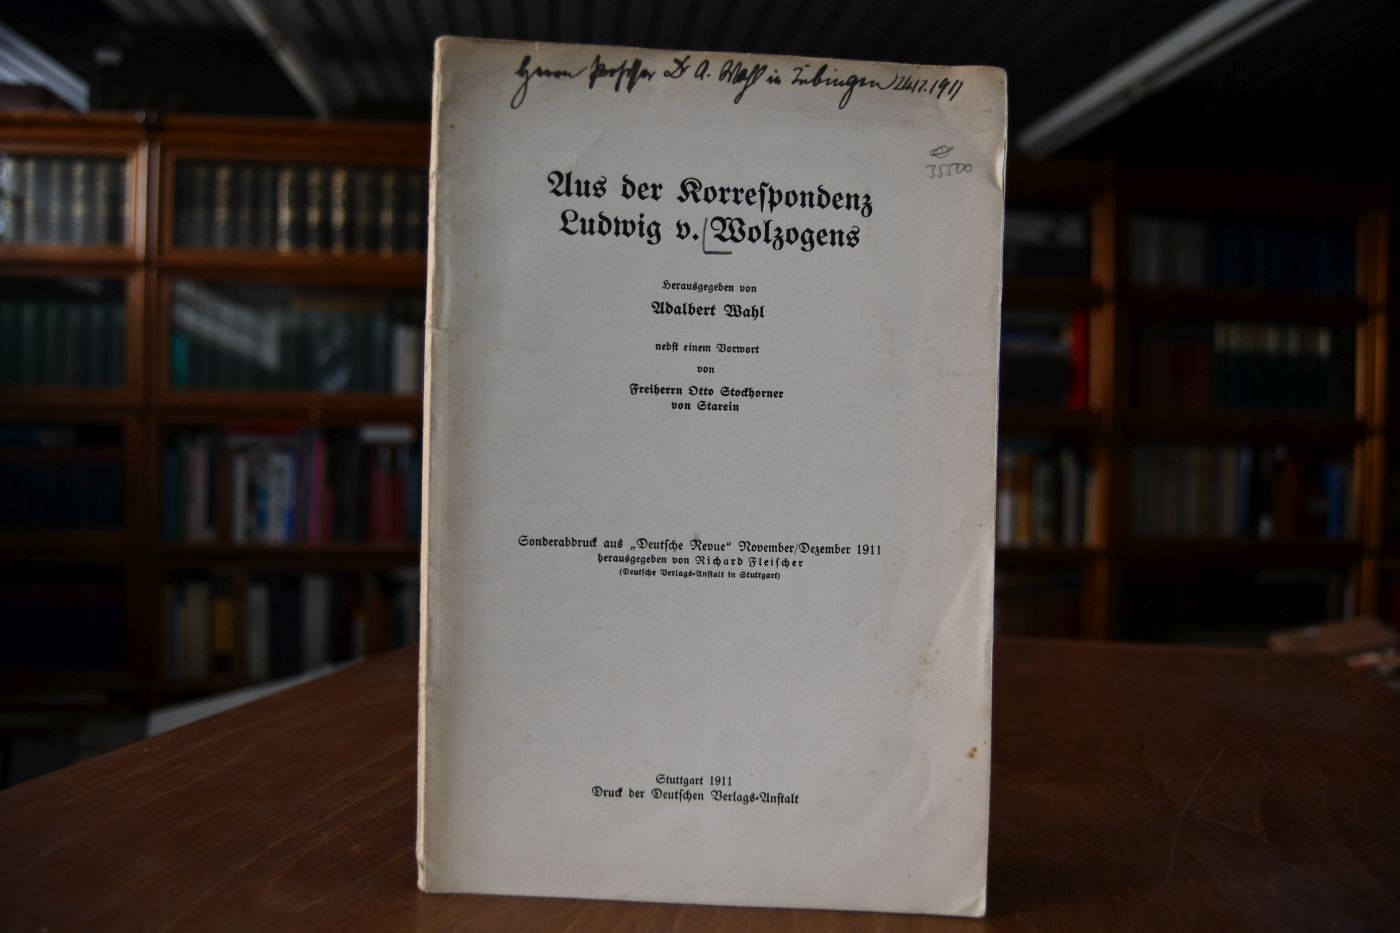 Herrn Professor Dr A. Wahl in Tübingen 24.12.1911
35500
Aus der Korreſpondenz
Ludwig v. Wolzogens
Herausgegeben von
Adalbert Wahl
nebſt einem Vorwort
von
Freiherrn Otto Stockhorner
von Starein
Sonderabdruck aus „Deutſche Revue“ November/Dezember 1911
herausgegeben von Richard Fleiſcher
(Deutſche Verlags-Anſtalt in Stuttgart)
Stuttgart 1911
Druck der Deutſchen Verlags-Anſtalt